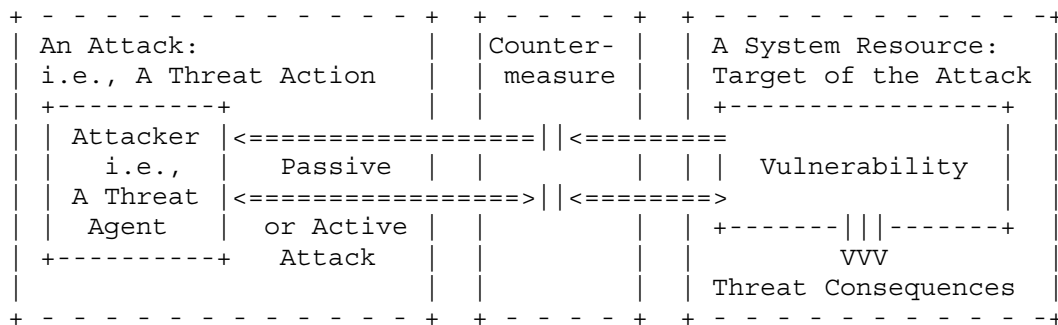 + - - - - - - - - - - - - - +  + - - - - +  + - - - - - - - - - - -+
| An Attack:                |  |Counter- |  | A System Resource:   |
| i.e., A Threat Action     |  | measure |  | Target of the Attack |
| +----------+              |  |         |  | +-----------------+  |
| | Attacker |<==================||<=========                 |  |
| |   i.e.,  |   Passive    |  |         |  | |  Vulnerability  |  |
| | A Threat |<=================>||<========>                 |  |
| |  Agent   |  or Active   |  |         |  | +-------|||-------+  |
| +----------+   Attack     |  |         |  |         VVV          |
|                           |  |         |  | Threat Consequences  |
+ - - - - - - - - - - - - - +  + - - - - +  + - - - - - - - - - - -+